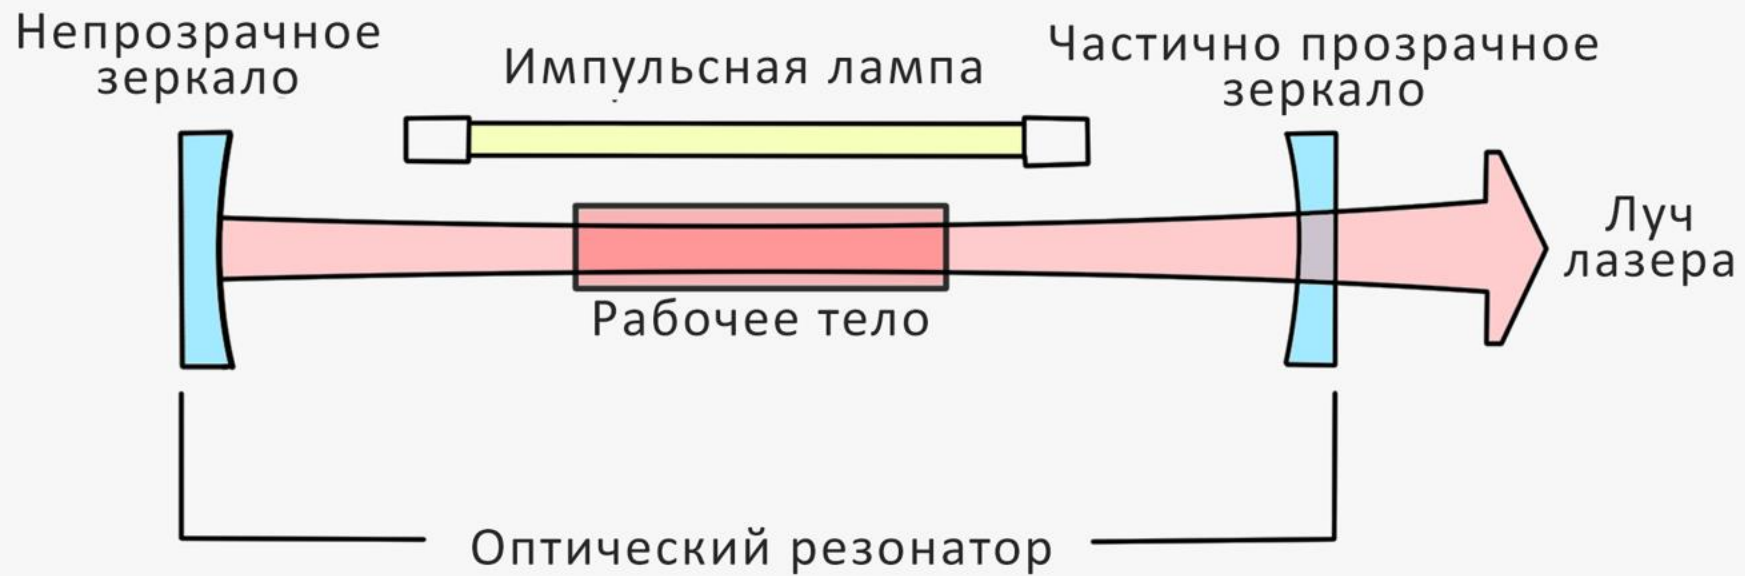 Непрозрачное
зеркало
Импульсная лампа
Частично прозрачное
зеркало
Луч
лазера
Рабочее тело
Оптический резонатор